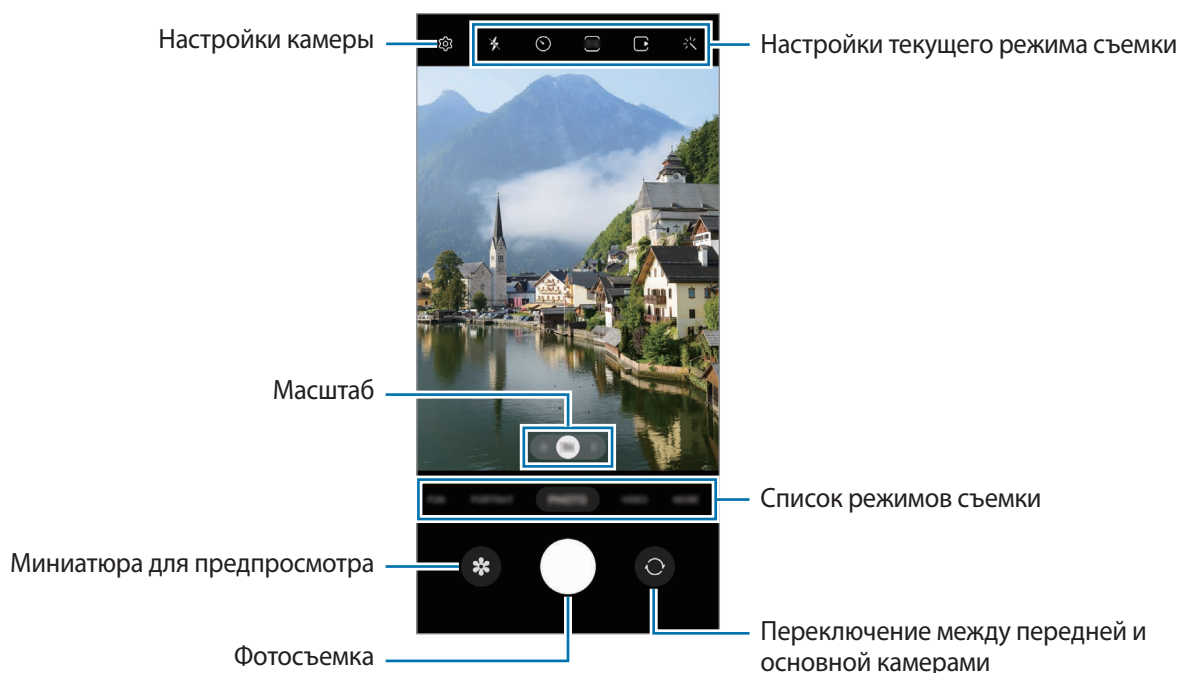 Настройки камеры
Настройки текущего режима съемки
Масштаб
PHOTO
Список режимов съемки
Миниатюра для предпросмотра
Фотосъемка
Переключение между передней и
основной камерами